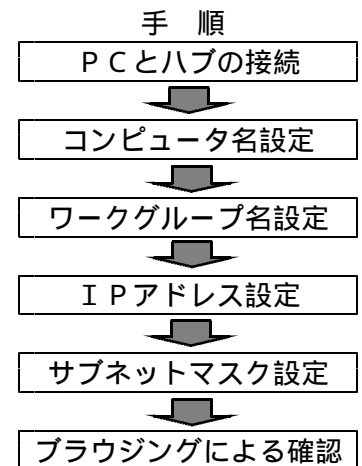 手　順
ＰＣとハブの接続
コンピュータ名設定
ワークグループ名設定
ＩＰアドレス設定
サブネットマスク設定
ブラウジングによる確認